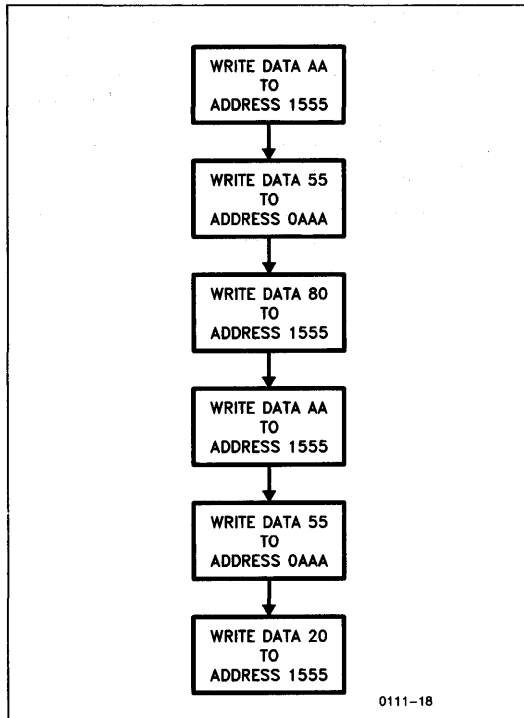 WRITE DATA AA
TO
ADDRESS 1555
WRITE DATA 55
TO
ADDRESS 0AAA
WRITE DATA 80
TO
ADDRESS 1555
WRITE DATA AA
TO
ADDRESS 1555
WRITE DATA 55
TO
ADDRESS 0AAA
WRITE DATA 20
TO
ADDRESS 1555
0111-18